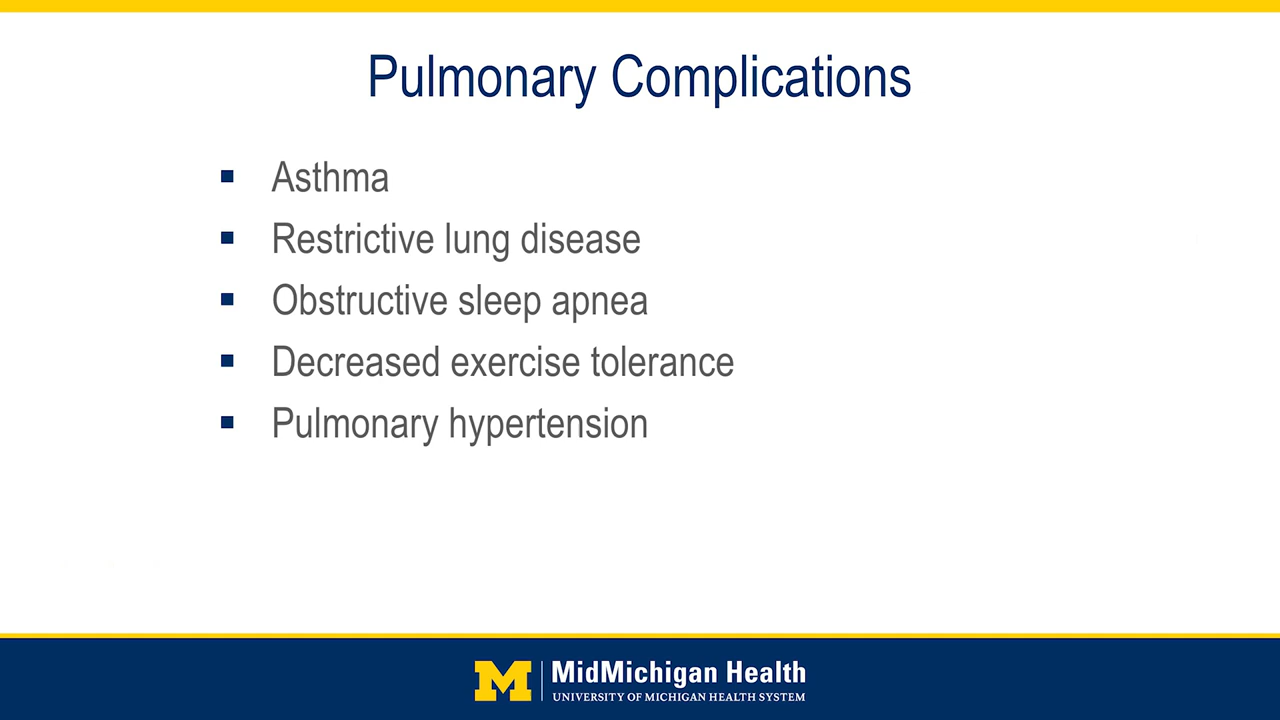 Pulmonary Complications
▪ Asthma
▪ Restrictive lung disease
▪ Obstructive sleep apnea
▪ Decreased exercise tolerance
▪ Pulmonary hypertension
M
MidMichigan Health
UNIVERSITY OF MICHIGAN HEALTH SYSTEM